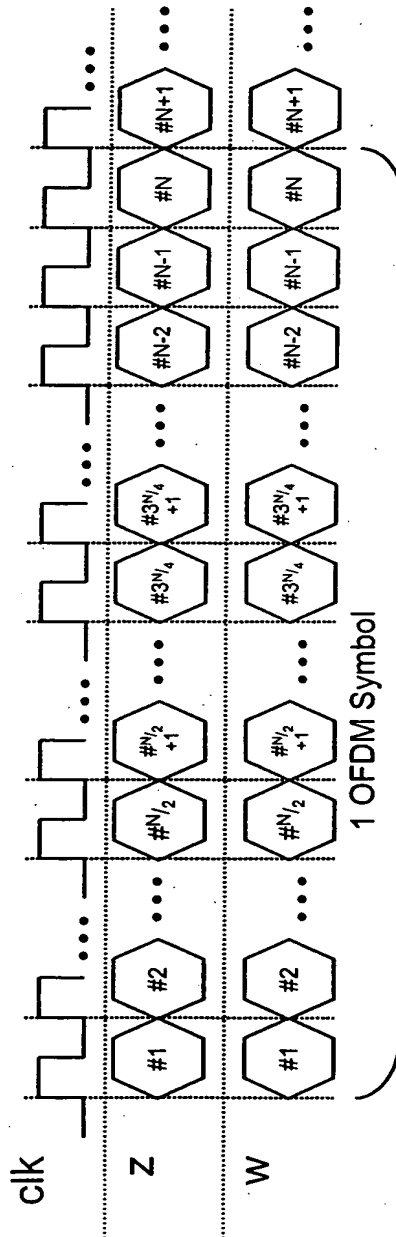 clk
z #1 #2 ••• #N/2 #N/2 +1 ••• #3N/4 #3N/4 +1 ••• #N-2 #N-1 #N #N+1 •••
w #1 #2 ••• #N/2 #N/2 +1 ••• #3N/4 #3N/4 +1 ••• #N-2 #N-1 #N #N+1 •••
1 OFDM Symbol